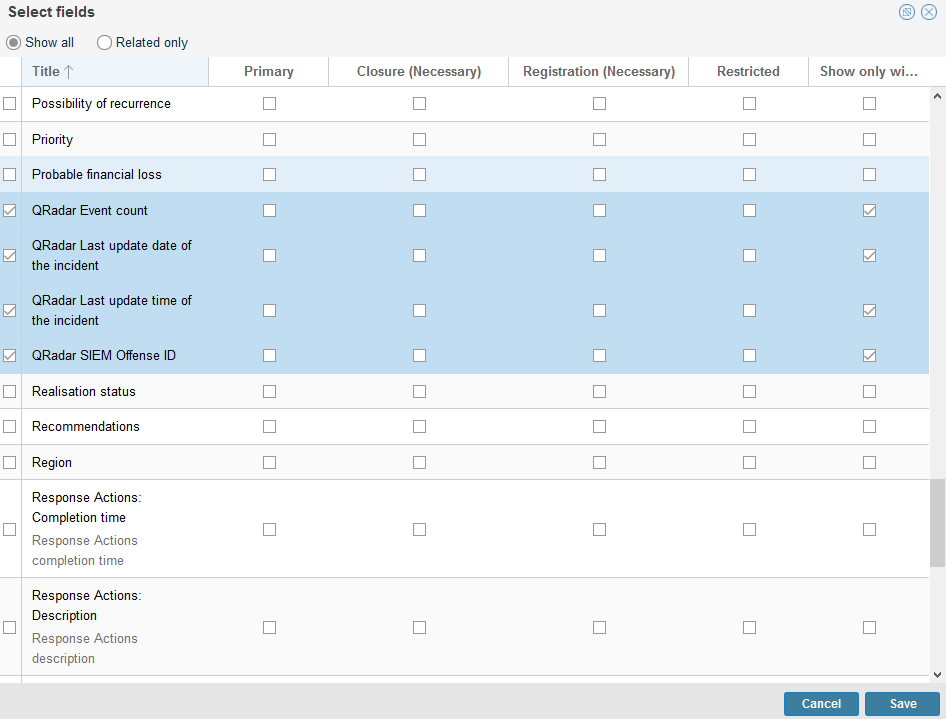 Select fields
Show all Related only
Title Primary Closure (Necessary) Registration (Necessary) Restricted Show only wi...
Possibility of recurrence
Priority
Probable financial loss
QRadar Event count
QRadar Last update date of
the incident
QRadar Last update time of
the incident
QRadar SIEM Offense ID
Realisation status
Recommendations
Region
Response Actions:
Completion time
Response Actions
completion time
Response Actions:
Description
Response Actions
description
Cancel Save